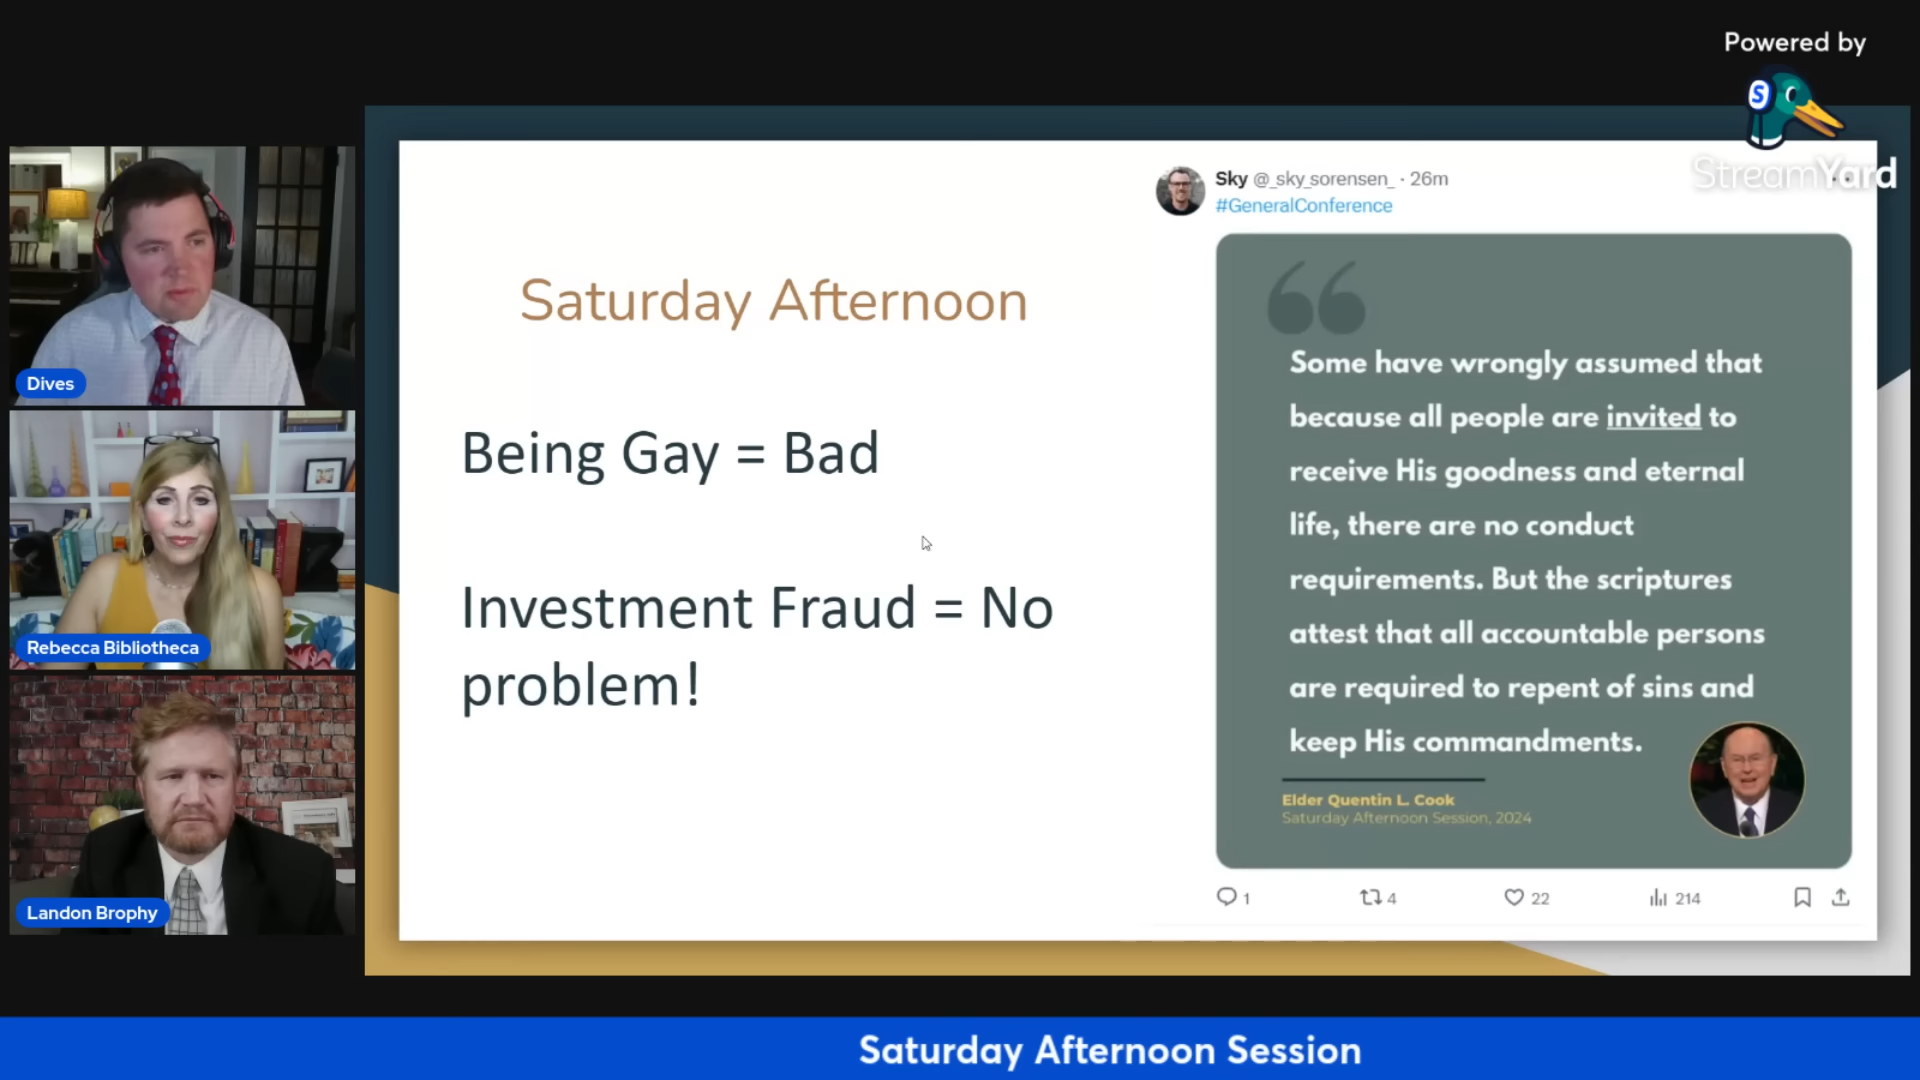 Powered by
StreamYard
Dives
Rebecca Bibliotheca
Landon Brophy
Saturday Afternoon
Being Gay = Bad
Investment Fraud = No
problem!
Sky @_sky_sorensen_ · 26m
#GeneralConference
Some have wrongly assumed that
because all people are invited to
receive His goodness and eternal
life, there are no conduct
requirements. But the scriptures
attest that all accountable persons
are required to repent of sins and
keep His commandments.
Elder Quentin L. Cook
Saturday Afternoon Session, 2024
1 4 22 214
Saturday Afternoon Session